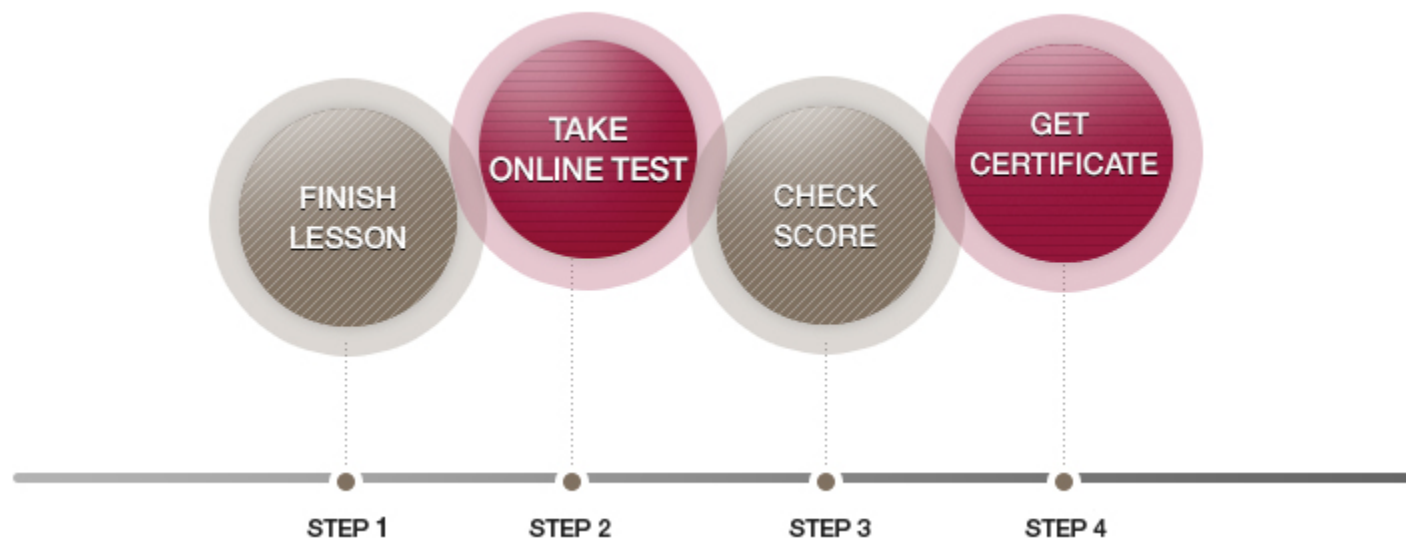 FINISH
LESSON
TAKE
ONLINE TEST
CHECK
SCORE
GET
CERTIFICATE
STEP 1
STEP 2
STEP 3
STEP 4